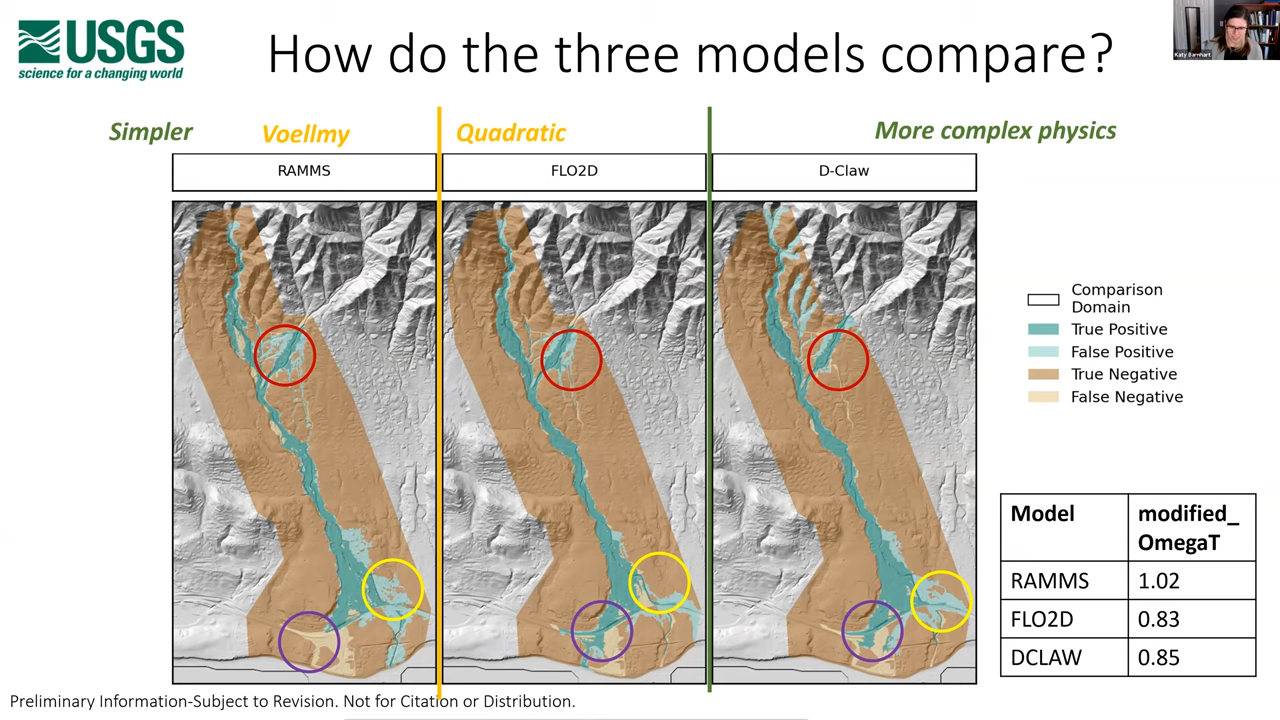 USGS
science for a changing world
How do the three models compare?
Katy Barnhart
Simpler
Voellmy
Quadratic
More complex physics
RAMMS
FLO2D
D-Claw
Comparison
Domain
True Positive
False Positive
True Negative
False Negative
Model
modified_
OmegaT
RAMMS 1.02
FLO2D 0.83
DCLAW 0.85
Preliminary Information-Subject to Revision. Not for Citation or Distribution.